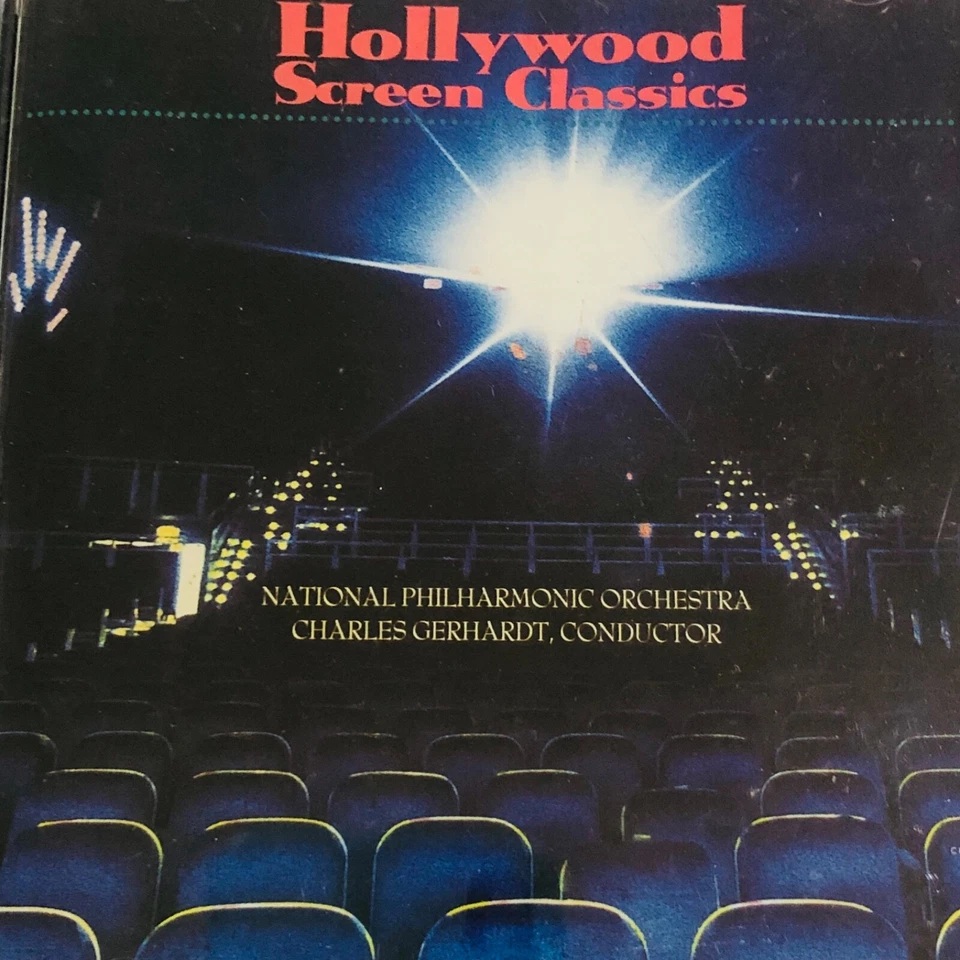 Hollywood
Screen Classics
NATIONAL PHILHARMONIC ORCHESTRA
CHARLES GERHARDT, CONDUCTOR